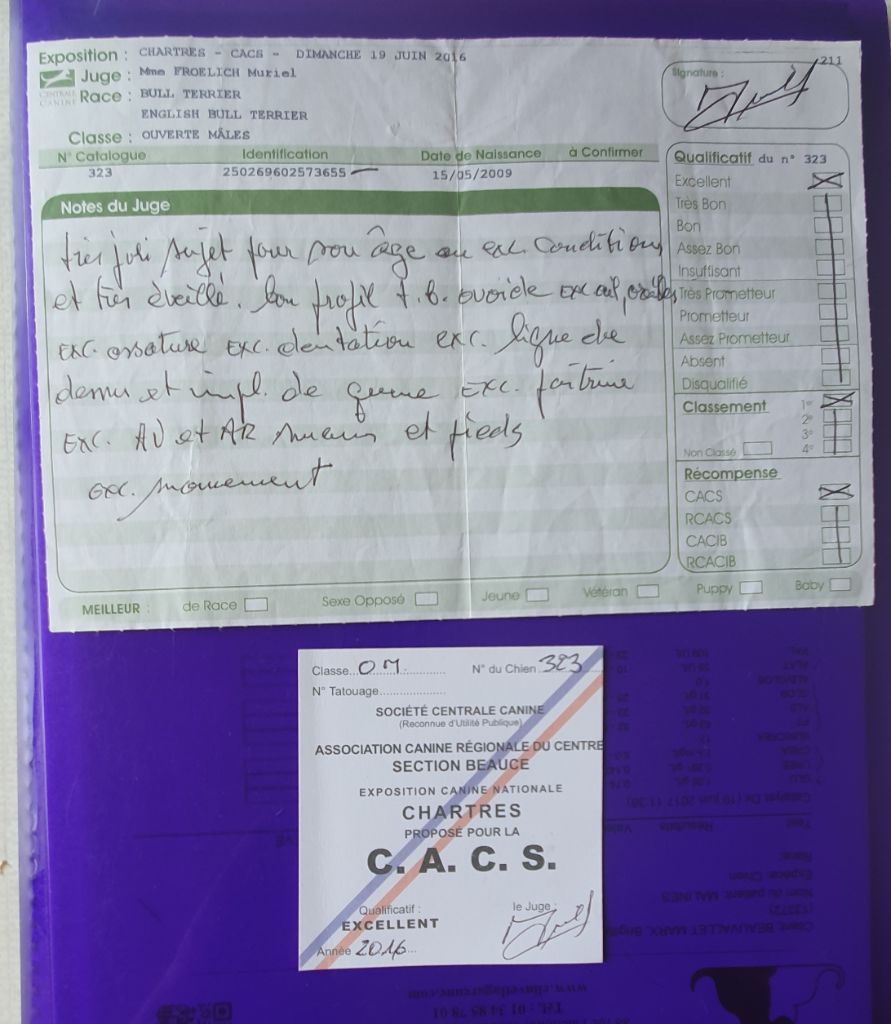 Exposition : CHARTRES - CACS - DIMANCHE 19 JUIN 2016
Juge : Mme FROELICH Muriel
CENTRALE CANINE
Race : BULL TERRIER
ENGLISH BULL TERRIER
Classe : OUVERTE MÂLES
211
Signature :
N° Catalogue Identification Date de Naissance à Confirmer
323 250269602573655 15/05/2009
Notes du Juge
très joli sujet pour son âge en exc. conditions
et très éveillé. bon profil t.b. ovoïde exc œil, oreilles
exc. ossature exc. dentation exc. ligne de
dessus et impl. de queue exc. poitrine
exc. AV et AR et pieds
exc. mouvement
Qualificatif du n° 323
Excellent
Très Bon
Bon
Assez Bon
Insuffisant
Très Prometteur
Prometteur
Assez Prometteur
Absent
Disqualifié
Classement 1er
2e
3e
Non Classé 4e
Récompense
CACS
RCACS
CACIB
RCACIB
MEILLEUR : de Race Sexe Opposé Jeune Vétéran Puppy Baby
Classe... O M N° du Chien 323
N° Tatouage
SOCIÉTÉ CENTRALE CANINE
(Reconnue d'Utilité Publique)
ASSOCIATION CANINE RÉGIONALE DU CENTRE
SECTION BEAUCE
EXPOSITION CANINE NATIONALE
CHARTRES
PROPOSÉ POUR LA
C. A. C. S.
Qualificatif : le Juge :
EXCELLENT
Année 2016